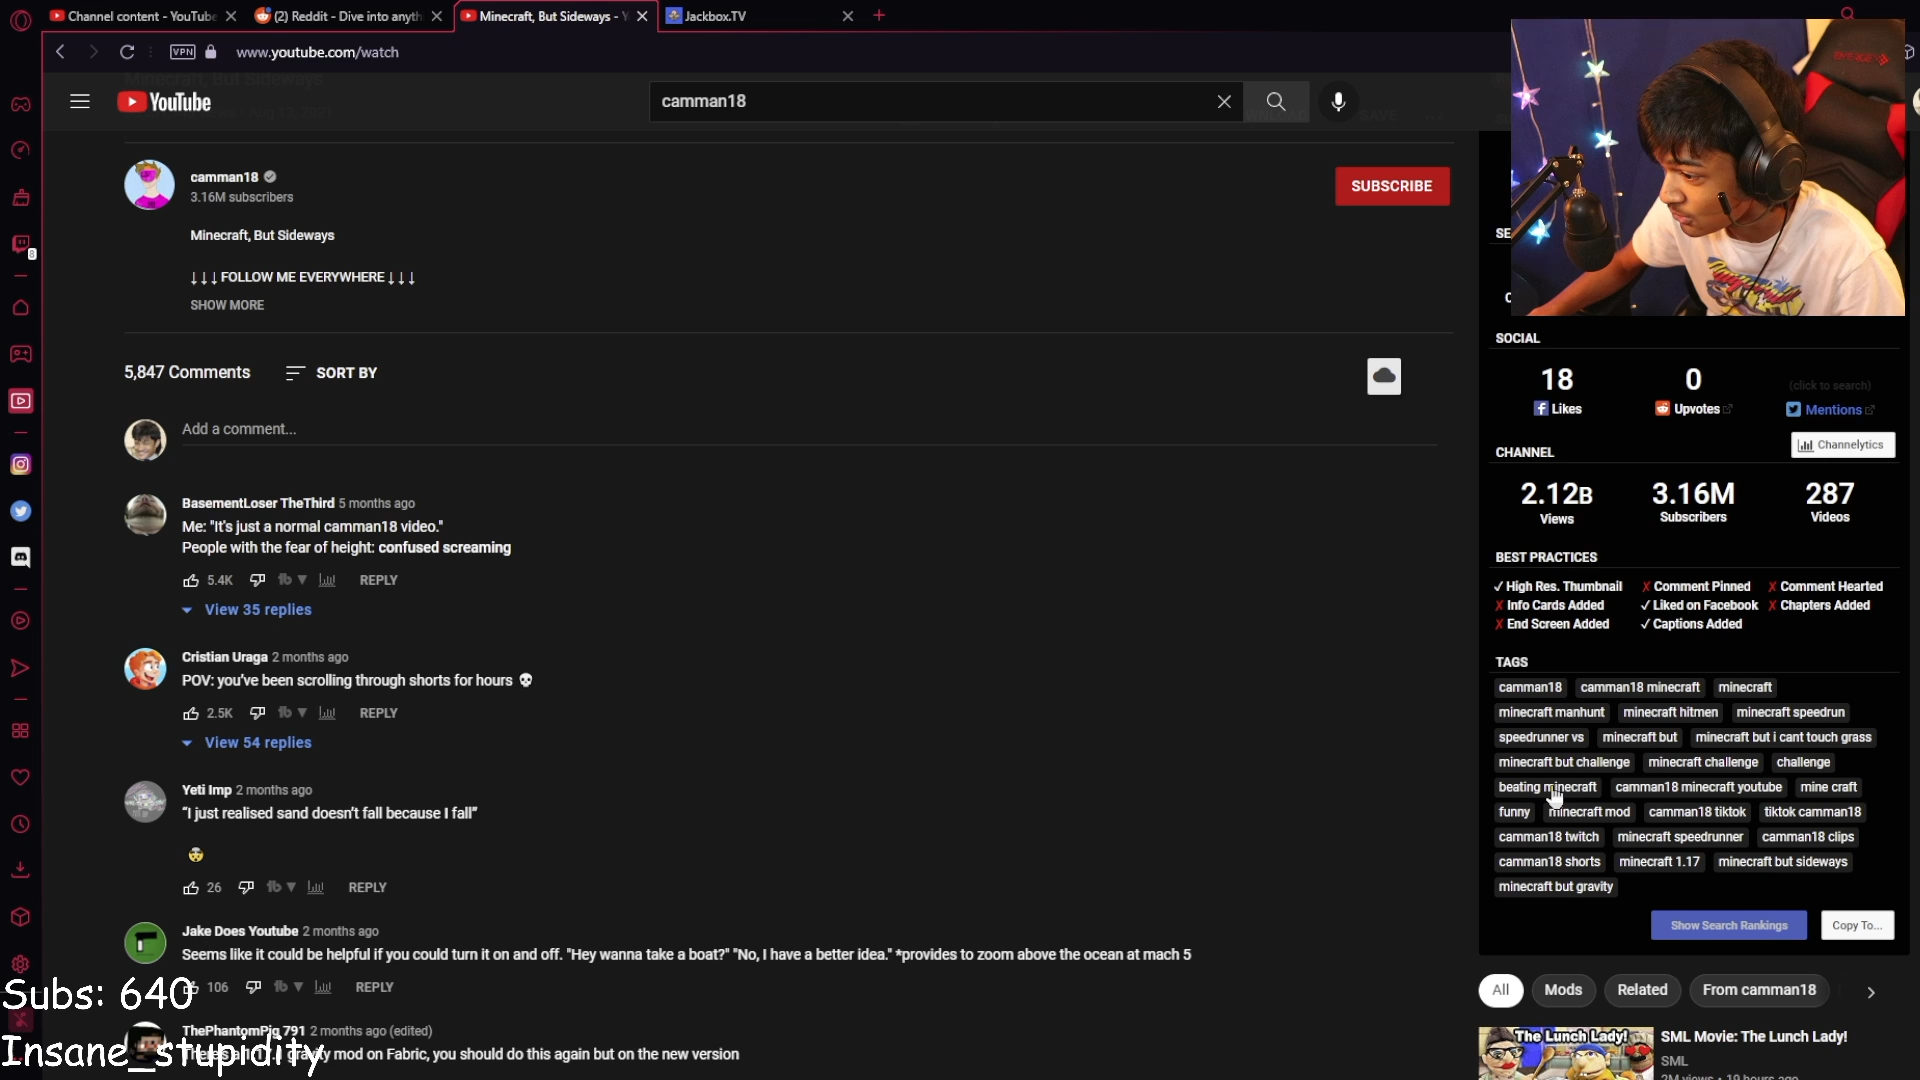 Channel content - YouTube
(2) Reddit - Dive into anyth
Minecraft, But Sideways - Y
Jackbox.TV
VPN
www.youtube.com/watch
YouTube
camman18
8
camman18
3.16M subscribers
SUBSCRIBE
Minecraft, But Sideways
↓↓↓ FOLLOW ME EVERYWHERE ↓↓↓
SHOW MORE
5,847 Comments
SORT BY
Add a comment...
BasementLoser TheThird 5 months ago
Me: "It's just a normal camman18 video."
People with the fear of height: confused screaming
5.4K
REPLY
View 35 replies
Cristian Uraga 2 months ago
POV: you've been scrolling through shorts for hours 💀
2.5K
REPLY
View 54 replies
Yeti Imp 2 months ago
“I just realised sand doesn’t fall because I fall”
🤯
26
REPLY
Jake Does Youtube 2 months ago
Seems like it could be helpful if you could turn it on and off. "Hey wanna take a boat?" "No, I have a better idea." *provides to zoom above the ocean at mach 5
106
REPLY
ThePhantomPig 791 2 months ago (edited)
gravity mod on Fabric, you should do this again but on the new version
Subs: 640
Insane_stupidity
SOCIAL
18
Likes
0
Upvotes
(click to search)
Mentions
Channelytics
CHANNEL
2.12B
Views
3.16M
Subscribers
287
Videos
BEST PRACTICES
✓ High Res. Thumbnail ✗ Comment Pinned ✗ Comment Hearted
✗ Info Cards Added ✓ Liked on Facebook ✗ Chapters Added
✗ End Screen Added ✓ Captions Added
TAGS
camman18 camman18 minecraft minecraft
minecraft manhunt minecraft hitmen minecraft speedrun
speedrunner vs minecraft but minecraft but i cant touch grass
minecraft but challenge minecraft challenge challenge
beating minecraft camman18 minecraft youtube mine craft
funny minecraft mod camman18 tiktok tiktok camman18
camman18 twitch minecraft speedrunner camman18 clips
camman18 shorts minecraft 1.17 minecraft but sideways
minecraft but gravity
Show Search Rankings
Copy To...
All
Mods
Related
From camman18
The Lunch Lady!
SML Movie: The Lunch Lady!
SML
2M views • 19 hours ago